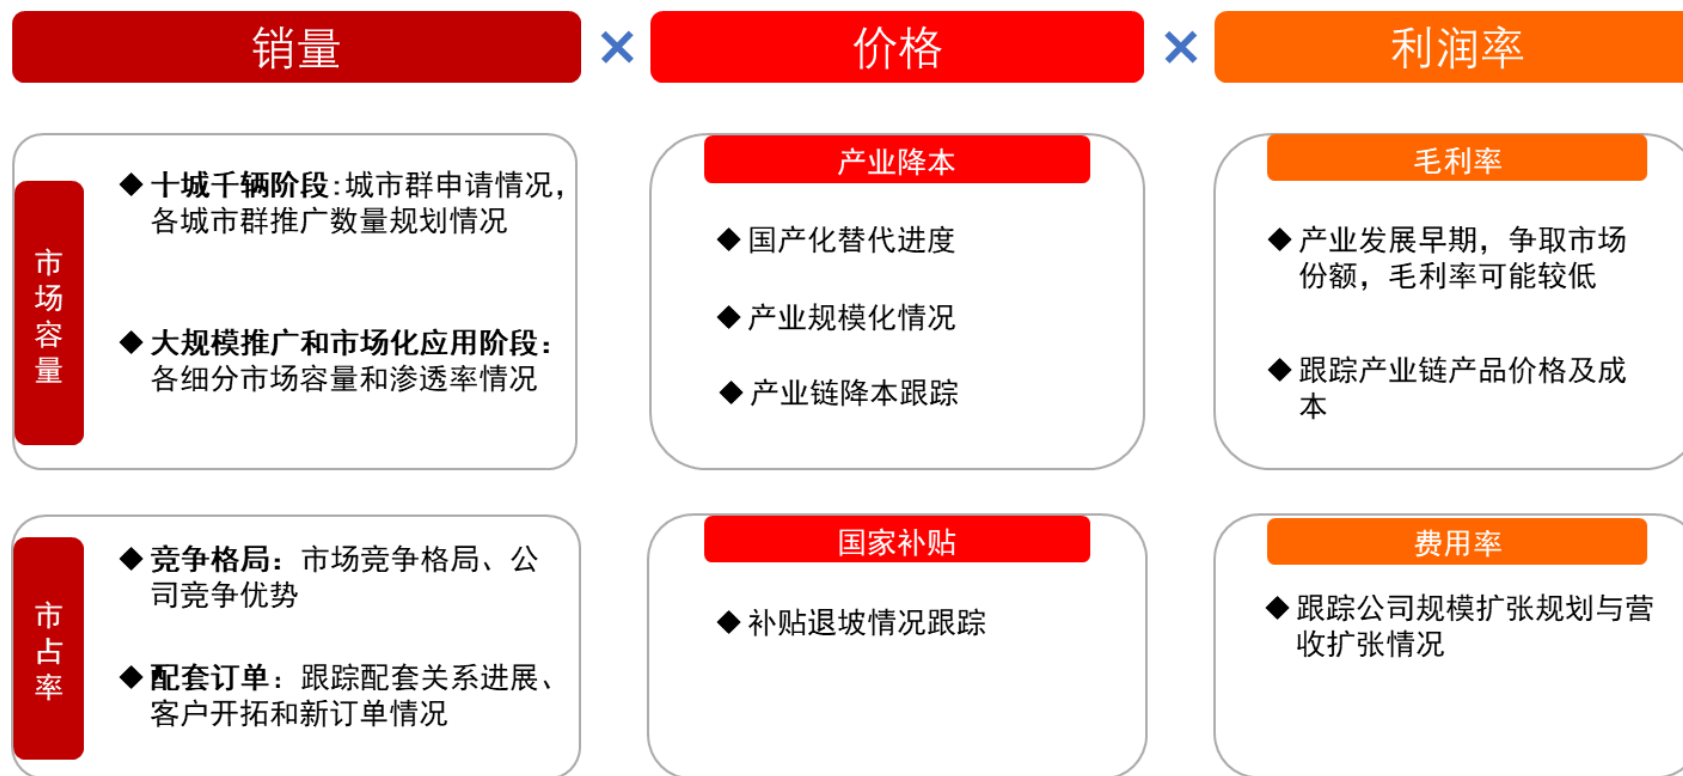 销量 × 价格 × 利润率
市场容量
◆十城千辆阶段:城市群申请情况，
各城市群推广数量规划情况
◆大规模推广和市场化应用阶段：
各细分市场容量和渗透率情况
产业降本
◆国产化替代进度
◆产业规模化情况
◆产业链降本跟踪
毛利率
◆产业发展早期，争取市场
份额，毛利率可能较低
◆跟踪产业链产品价格及成
本
市占率
◆竞争格局：市场竞争格局、公
司竞争优势
◆配套订单：跟踪配套关系进展、
客户开拓和新订单情况
国家补贴
◆补贴退坡情况跟踪
费用率
◆跟踪公司规模扩张规划与营
收扩张情况